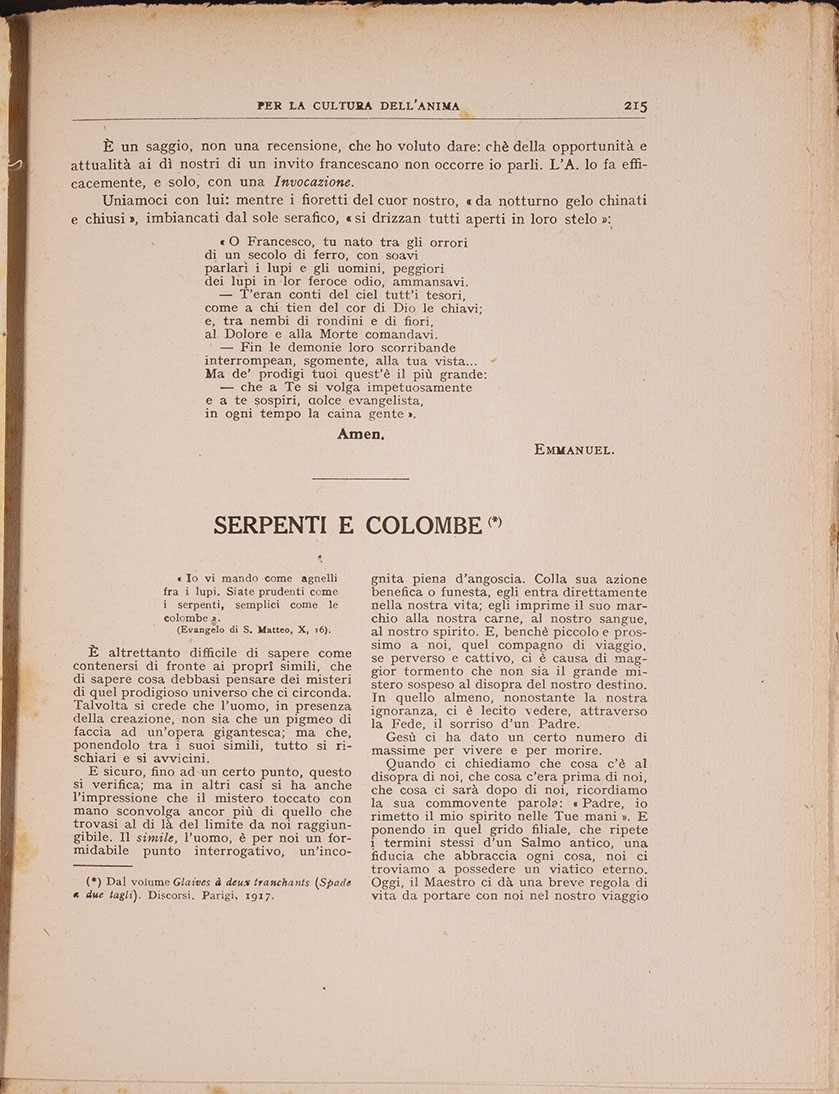 PER LA CULTURA DELL'ANIMA 215
È un saggio, non una recensione, che ho voluto dare: chè della opportunità e
attualità ai dì nostri di un invito francescano non occorre io parli. L'A. lo fa effi-
cacemente, e solo, con una Invocazione.
Uniamoci con lui: mentre i fioretti del cuor nostro, « da notturno gelo chinati
e chiusi », imbiancati dal sole serafico, « si drizzan tutti aperti in loro stelo »:
« O Francesco, tu nato tra gli orrori
di un secolo di ferro, con soavi
parlari i lupi e gli uomini, peggiori
dei lupi in lor feroce odio, ammansavi.
— T'eran conti del ciel tutt'i tesori,
come a chi tien del cor di Dio le chiavi;
e, tra nembi di rondini e di fiori,
al Dolore e alla Morte comandavi.
— Fin le demonie loro scorribande
interrompean, sgomente, alla tua vista...
Ma de' prodigi tuoi quest'è il più grande:
— che a Te si volga impetuosamente
e a te sospiri, dolce evangelista,
in ogni tempo la caina gente ».
Amen.
EMMANUEL.
SERPENTI E COLOMBE (*)
« Io vi mando come agnelli
fra i lupi. Siate prudenti come
i serpenti, semplici come le
colombe ».
(Evangelo di S. Matteo, X, 16).
È altrettanto difficile di sapere come
contenersi di fronte ai proprî simili, che
di sapere cosa debbasi pensare dei misteri
di quel prodigioso universo che ci circonda.
Talvolta si crede che l'uomo, in presenza
della creazione, non sia che un pigmeo di
faccia ad un'opera gigantesca; ma che,
ponendolo tra i suoi simili, tutto si ri-
schiari e si avvicini.
E sicuro, fino ad un certo punto, questo
si verifica; ma in altri casi si ha anche
l'impressione che il mistero toccato con
mano sconvolga ancor più di quello che
trovasi al di là del limite da noi raggiun-
gibile. Il simile, l'uomo, è per noi un for-
midabile punto interrogativo, un'inco-
(*) Dal volume Glaives à deux tranchants (Spade
a due tagli). Discorsi. Parigi, 1917.
gnita piena d'angoscia. Colla sua azione
benefica o funesta, egli entra direttamente
nella nostra vita; egli imprime il suo mar-
chio alla nostra carne, al nostro sangue,
al nostro spirito. E, benchè piccolo e pros-
simo a noi, quel compagno di viaggio,
se perverso e cattivo, ci è causa di mag-
gior tormento che non sia il grande mi-
stero sospeso al disopra del nostro destino.
In quello almeno, nonostante la nostra
ignoranza, ci è lecito vedere, attraverso
la Fede, il sorriso d'un Padre.
Gesù ci ha dato un certo numero di
massime per vivere e per morire.
Quando ci chiediamo che cosa c'è al
disopra di noi, che cosa c'era prima di noi,
che cosa ci sarà dopo di noi, ricordiamo
la sua commovente parola: « Padre, io
rimetto il mio spirito nelle Tue mani ». E
ponendo in quel grido filiale, che ripete
i termini stessi d'un Salmo antico, una
fiducia che abbraccia ogni cosa, noi ci
troviamo a possedere un viatico eterno.
Oggi, il Maestro ci dà una breve regola di
vita da portare con noi nel nostro viaggio